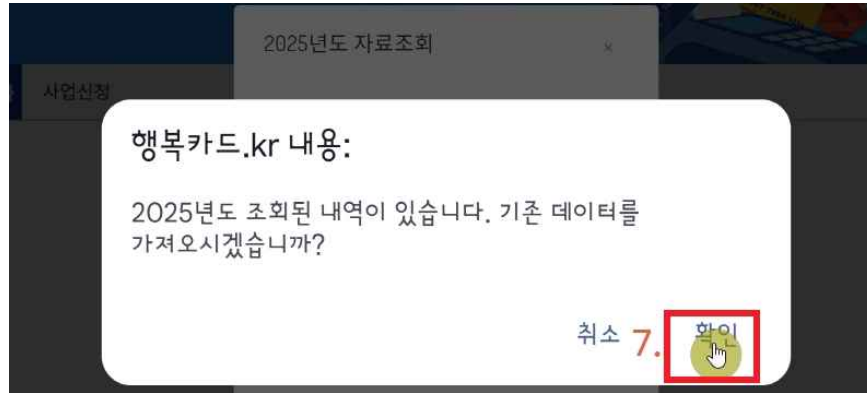 2025년도 자료조회 ×
사업신청
행복카드.kr 내용:
2025년도 조회된 내역이 있습니다. 기존 데이터를
가져오시겠습니까?
취소 7. 확인